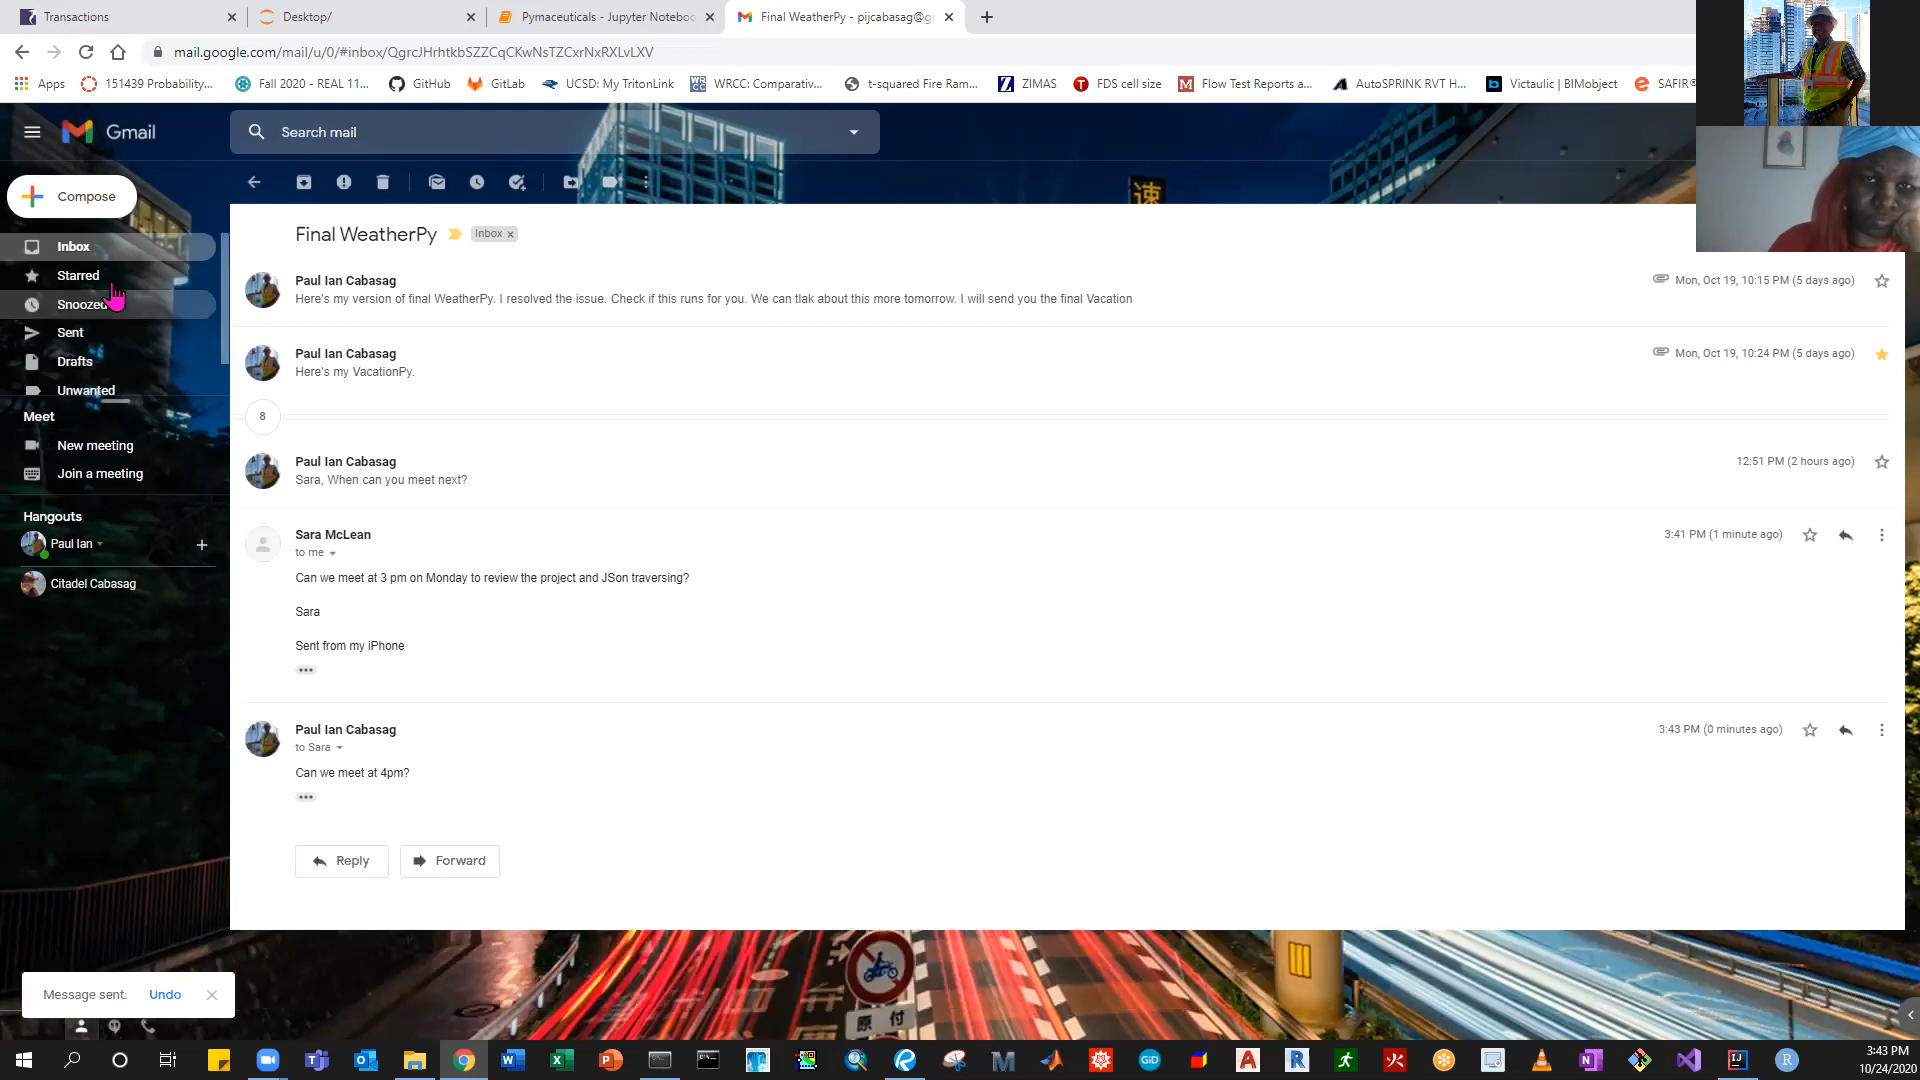 Transactions
Desktop/
Pymaceuticals - Jupyter Notebo
Final WeatherPy - pijcabasag@g
mail.google.com/mail/u/0/#inbox/QgrcJHrhtkbSZZCqCKwNsTZCxrNxRXLvLXV
Apps
151439 Probability...
Fall 2020 - REAL 11...
GitHub
GitLab
UCSD: My TritonLink
WRCC: Comparativ...
t-squared Fire Ram...
ZIMAS
FDS cell size
Flow Test Reports a...
AutoSPRINK RVT H...
Victaulic | BIMobject
SAFIR®
Gmail
Search mail
速
Compose
Inbox
Starred
Snoozed
Sent
Drafts
Unwanted
Meet
New meeting
Join a meeting
Hangouts
Paul Ian
Citadel Cabasag
Final WeatherPy
Inbox x
Paul Ian Cabasag
Mon, Oct 19, 10:15 PM (5 days ago)
Here's my version of final WeatherPy. I resolved the issue. Check if this runs for you. We can tlak about this more tomorrow. I will send you the final Vacation
Paul Ian Cabasag
Mon, Oct 19, 10:24 PM (5 days ago)
Here's my VacationPy.
8
Paul Ian Cabasag
12:51 PM (2 hours ago)
Sara, When can you meet next?
Sara McLean
3:41 PM (1 minute ago)
to me
Can we meet at 3 pm on Monday to review the project and JSon traversing?
Sara
Sent from my iPhone
Paul Ian Cabasag
3:43 PM (0 minutes ago)
to Sara
Can we meet at 4pm?
Reply
Forward
Message sent.
Undo
原 付
3:43 PM
10/24/2020